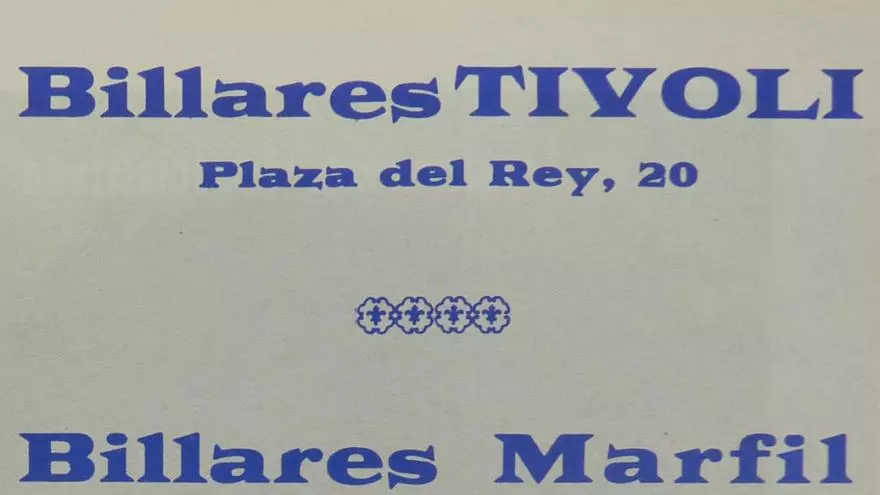 Billares TIVOLI
Plaza del Rey, 20
Billares Marfil